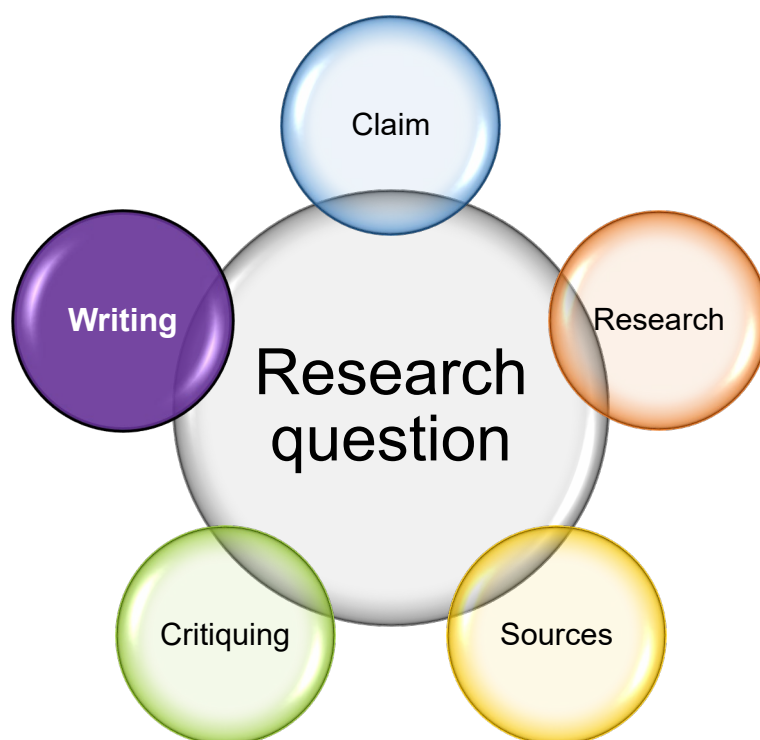 Claim
Writing
Research
Research
question
Critiquing
Sources